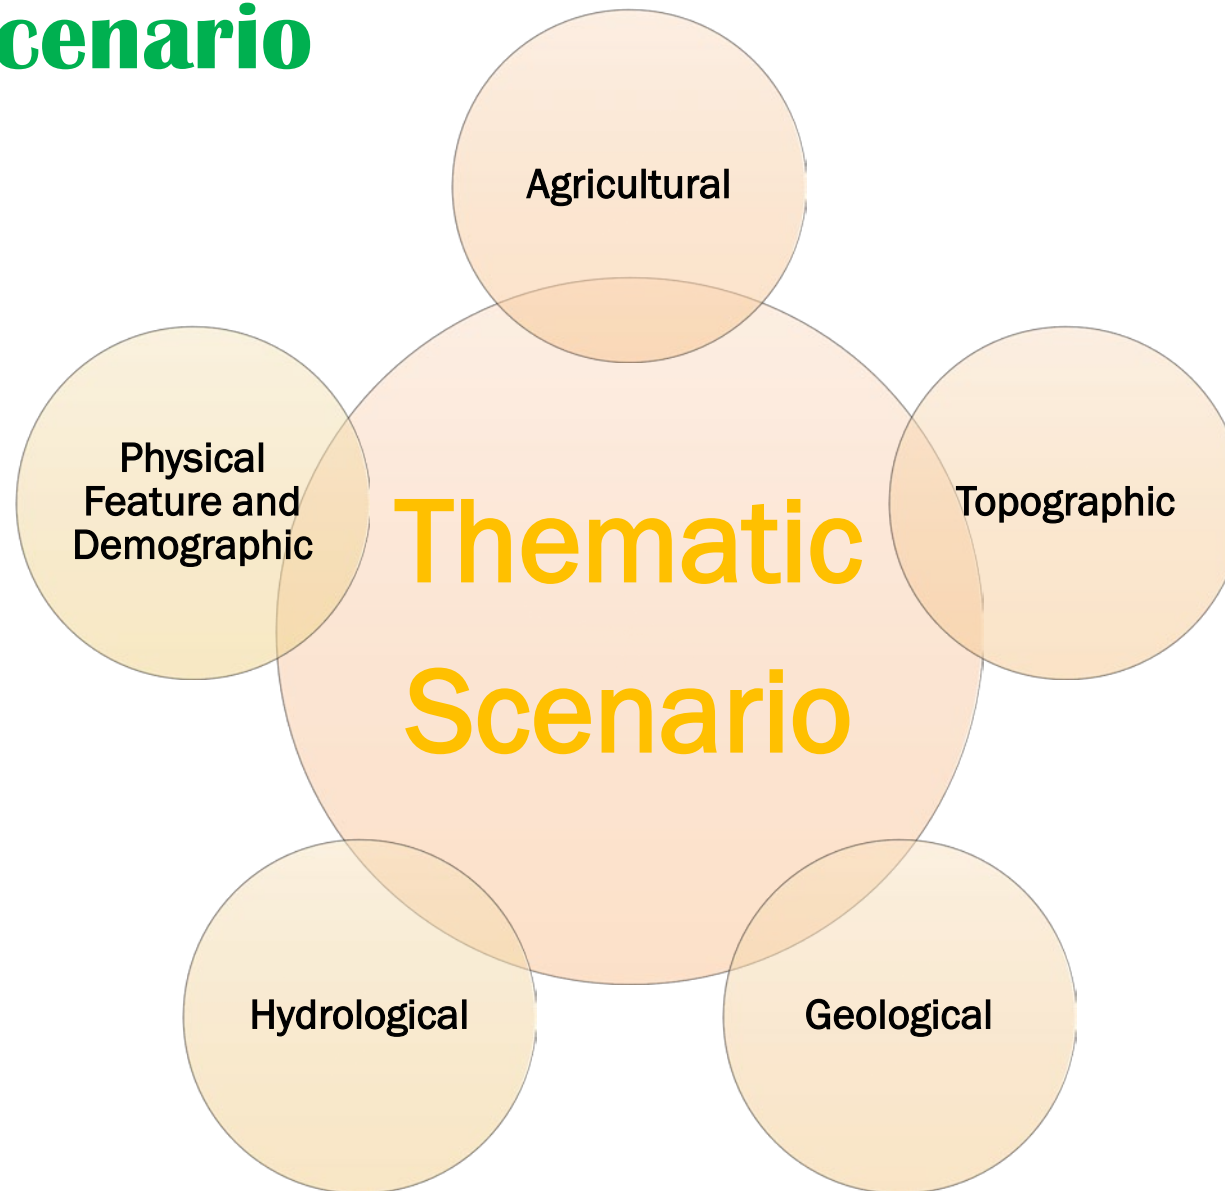 cenario
Agricultural
Physical
Feature and
Demographic
Topographic
Thematic
Scenario
Hydrological
Geological